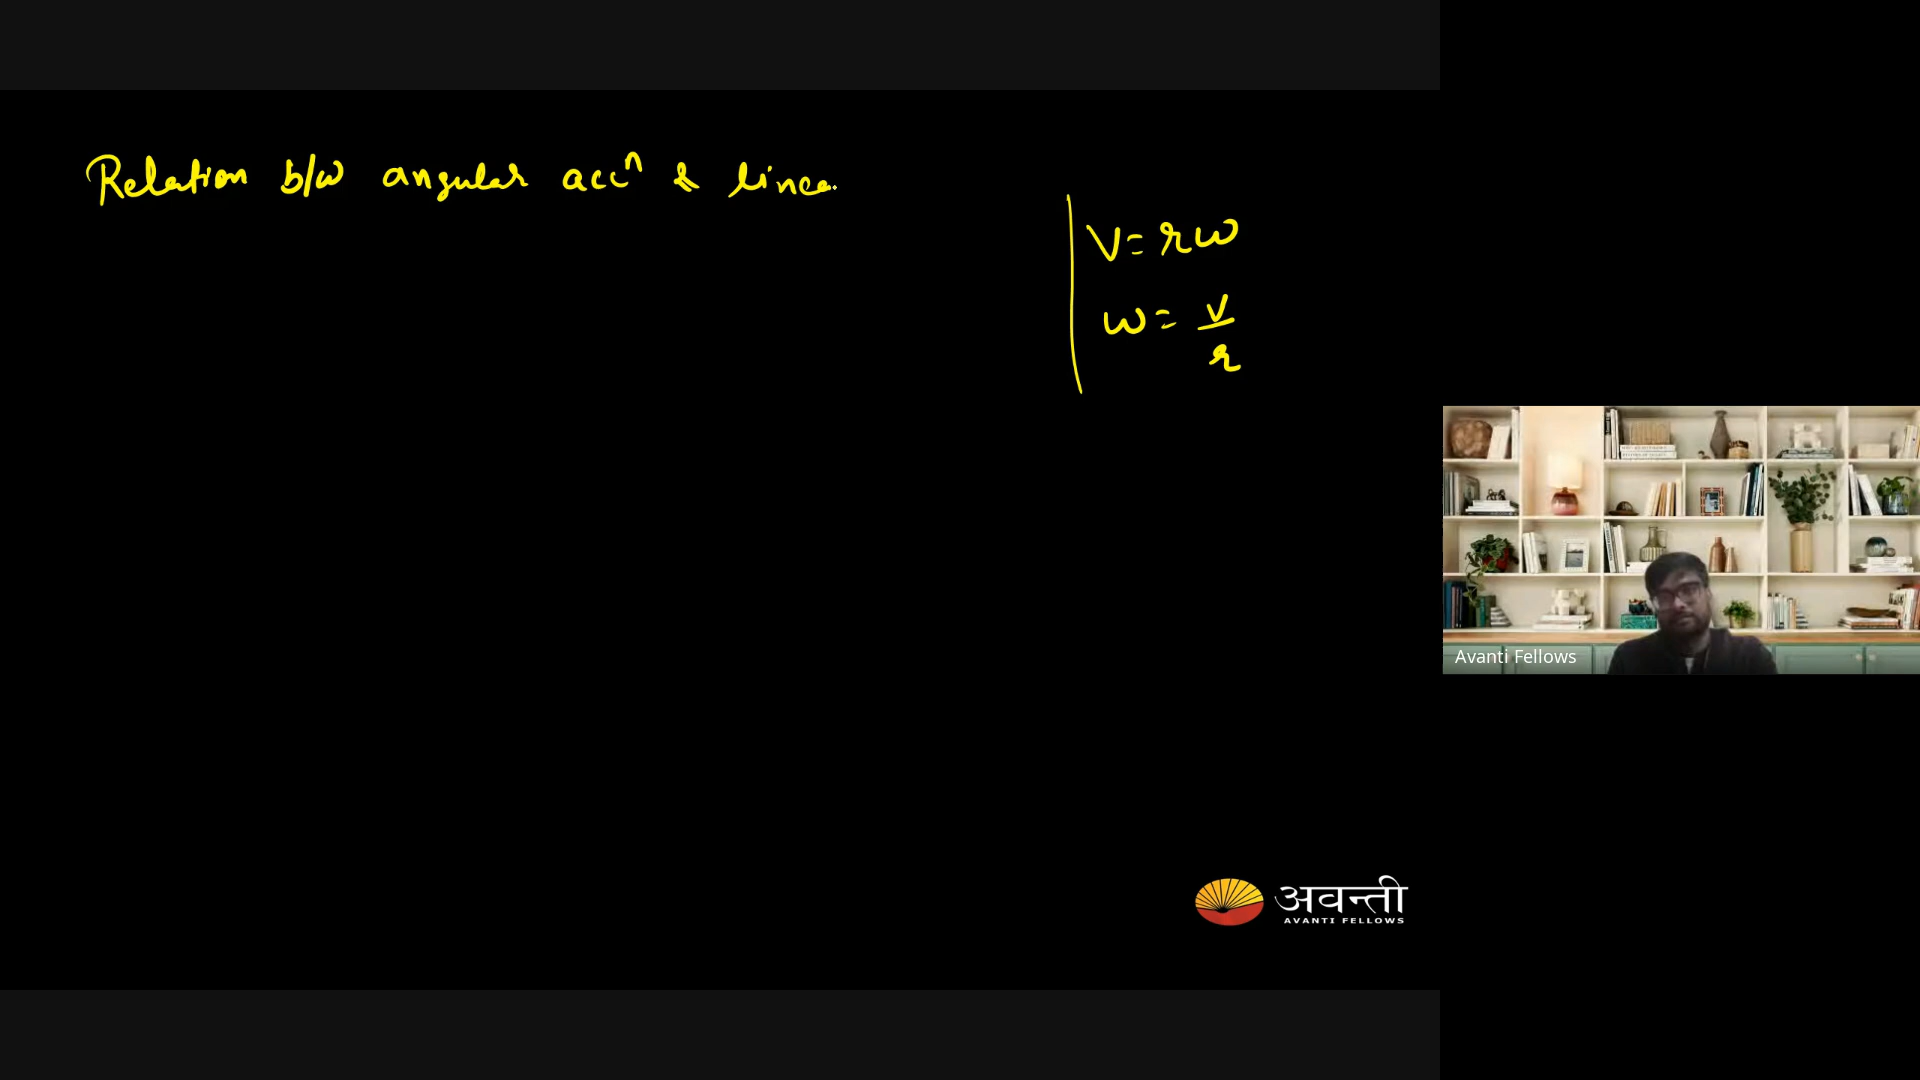 Relation b/w angular accⁿ & linea
V = rω
ω = v/r
Avanti Fellows
अवन्ती
AVANTI FELLOWS